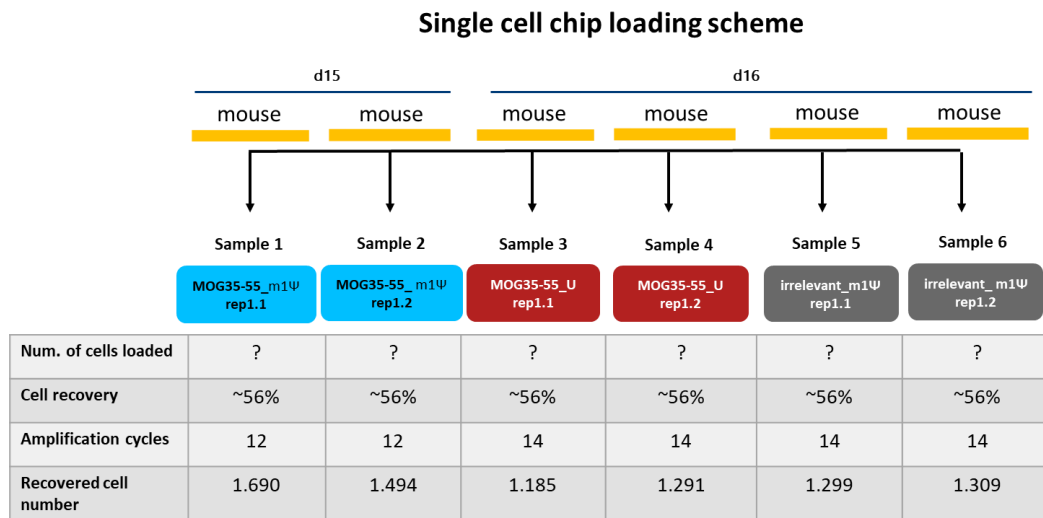 Single cell chip loading scheme
d15 d16
mouse mouse mouse mouse mouse mouse
Sample 1 Sample 2 Sample 3 Sample 4 Sample 5 Sample 6
MOG35-55_m1Ψ MOG35-55_ m1Ψ MOG35-55_U MOG35-55_U irrelevant_m1Ψ irrelevant_ m1Ψ
rep1.1 rep1.2 rep1.1 rep1.2 rep1.1 rep1.2
Num. of cells loaded ? ? ? ? ? ?
Cell recovery ~56% ~56% ~56% ~56% ~56% ~56%
Amplification cycles 12 12 14 14 14 14
Recovered cell 1.690 1.494 1.185 1.291 1.299 1.309
number